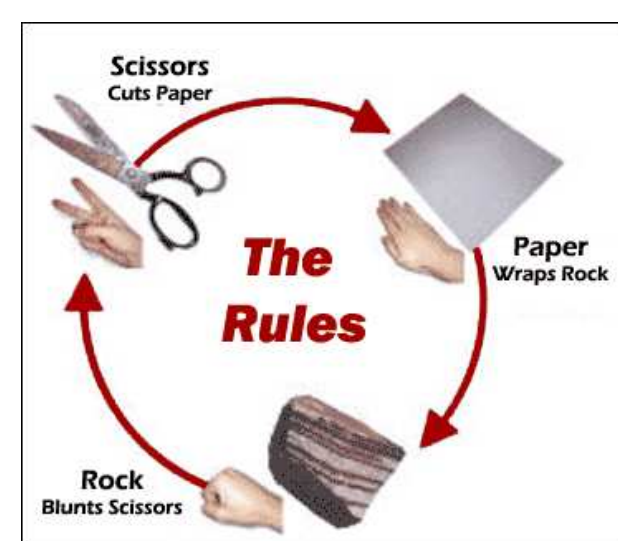 Scissors
Cuts Paper
The
Rules
Paper
Wraps Rock
Rock
Blunts Scissors